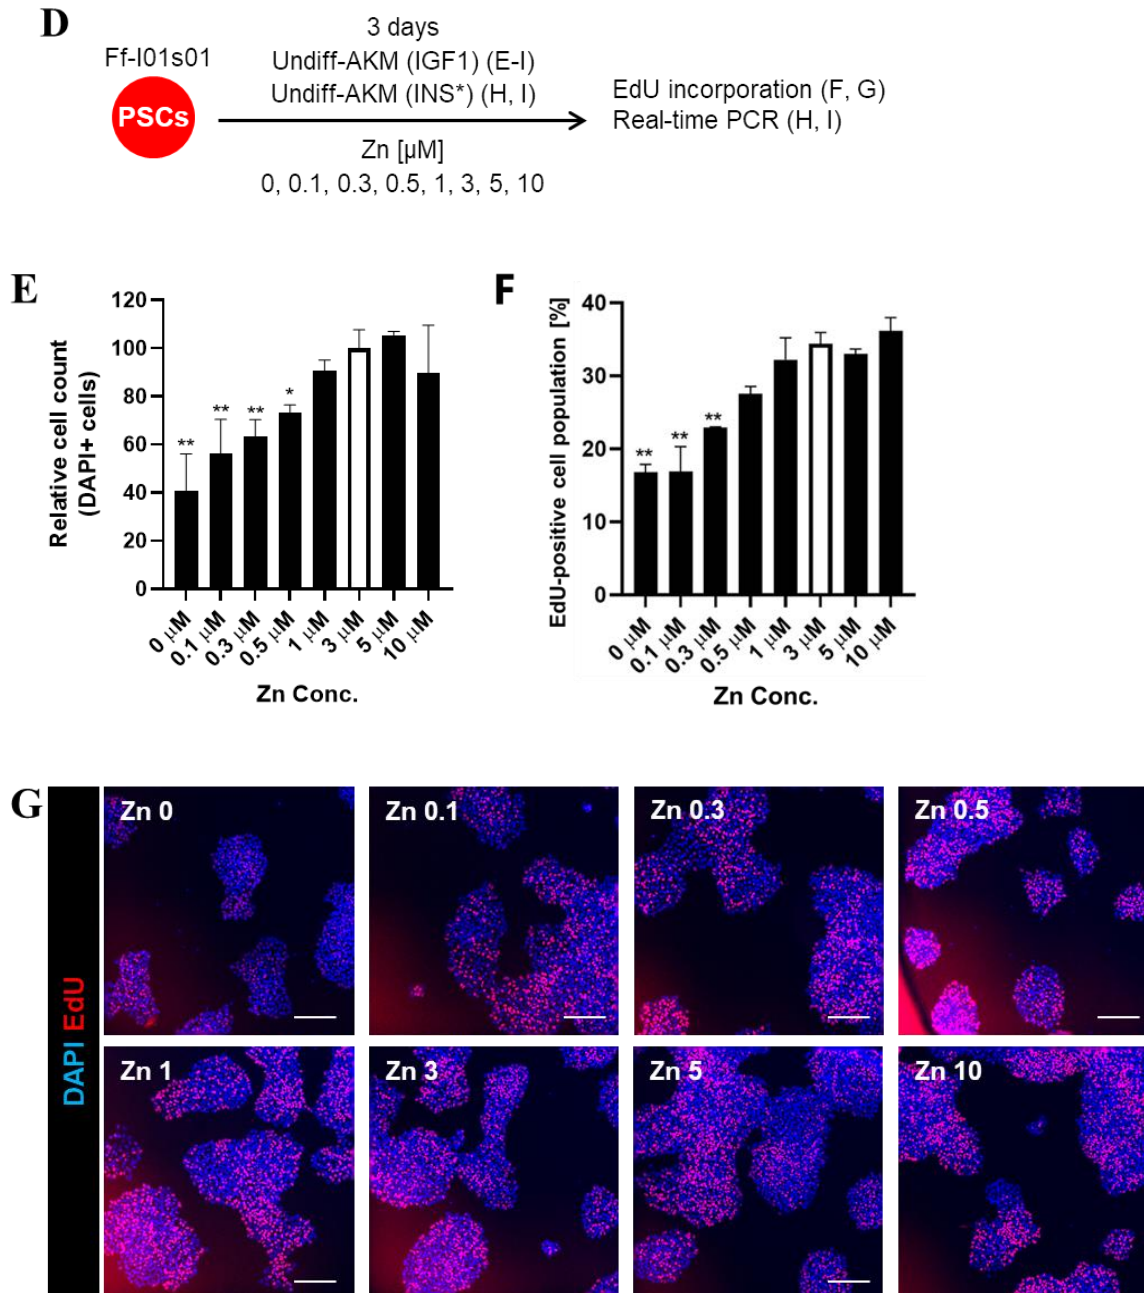 D
3 days
Ff-I01s01
Undiff-AKM (IGF1) (E-I)
Undiff-AKM (INS*) (H, I)
PSCs
EdU incorporation (F, G)
Real-time PCR (H, I)
Zn [µM]
0, 0.1, 0.3, 0.5, 1, 3, 5, 10
E
Relative cell count
(DAPI+ cells)
120
100
80
60
40
20
0
**
**
**
*
0 µM
0.1 µM
0.3 µM
0.5 µM
1 µM
3 µM
5 µM
10 µM
Zn Conc.
F
EdU-positive cell population [%]
40
30
20
10
0
**
**
**
0 µM
0.1 µM
0.3 µM
0.5 µM
1 µM
3 µM
5 µM
10 µM
Zn Conc.
G
DAPI EdU
Zn 0
Zn 0.1
Zn 0.3
Zn 0.5
Zn 1
Zn 3
Zn 5
Zn 10